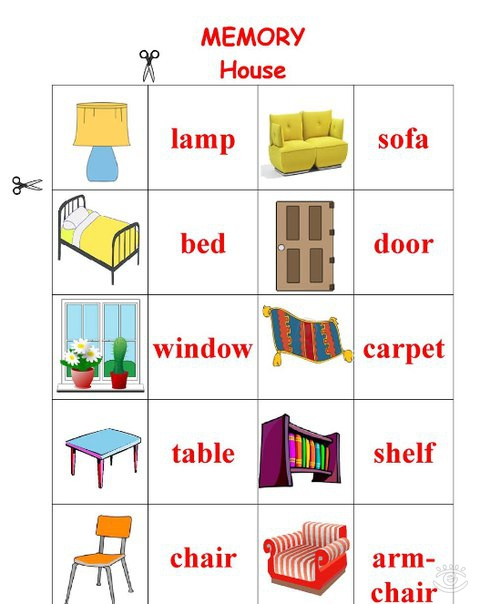 MEMORY
House
lamp
sofa
bed
door
window
carpet
table
shelf
chair
arm-
chair